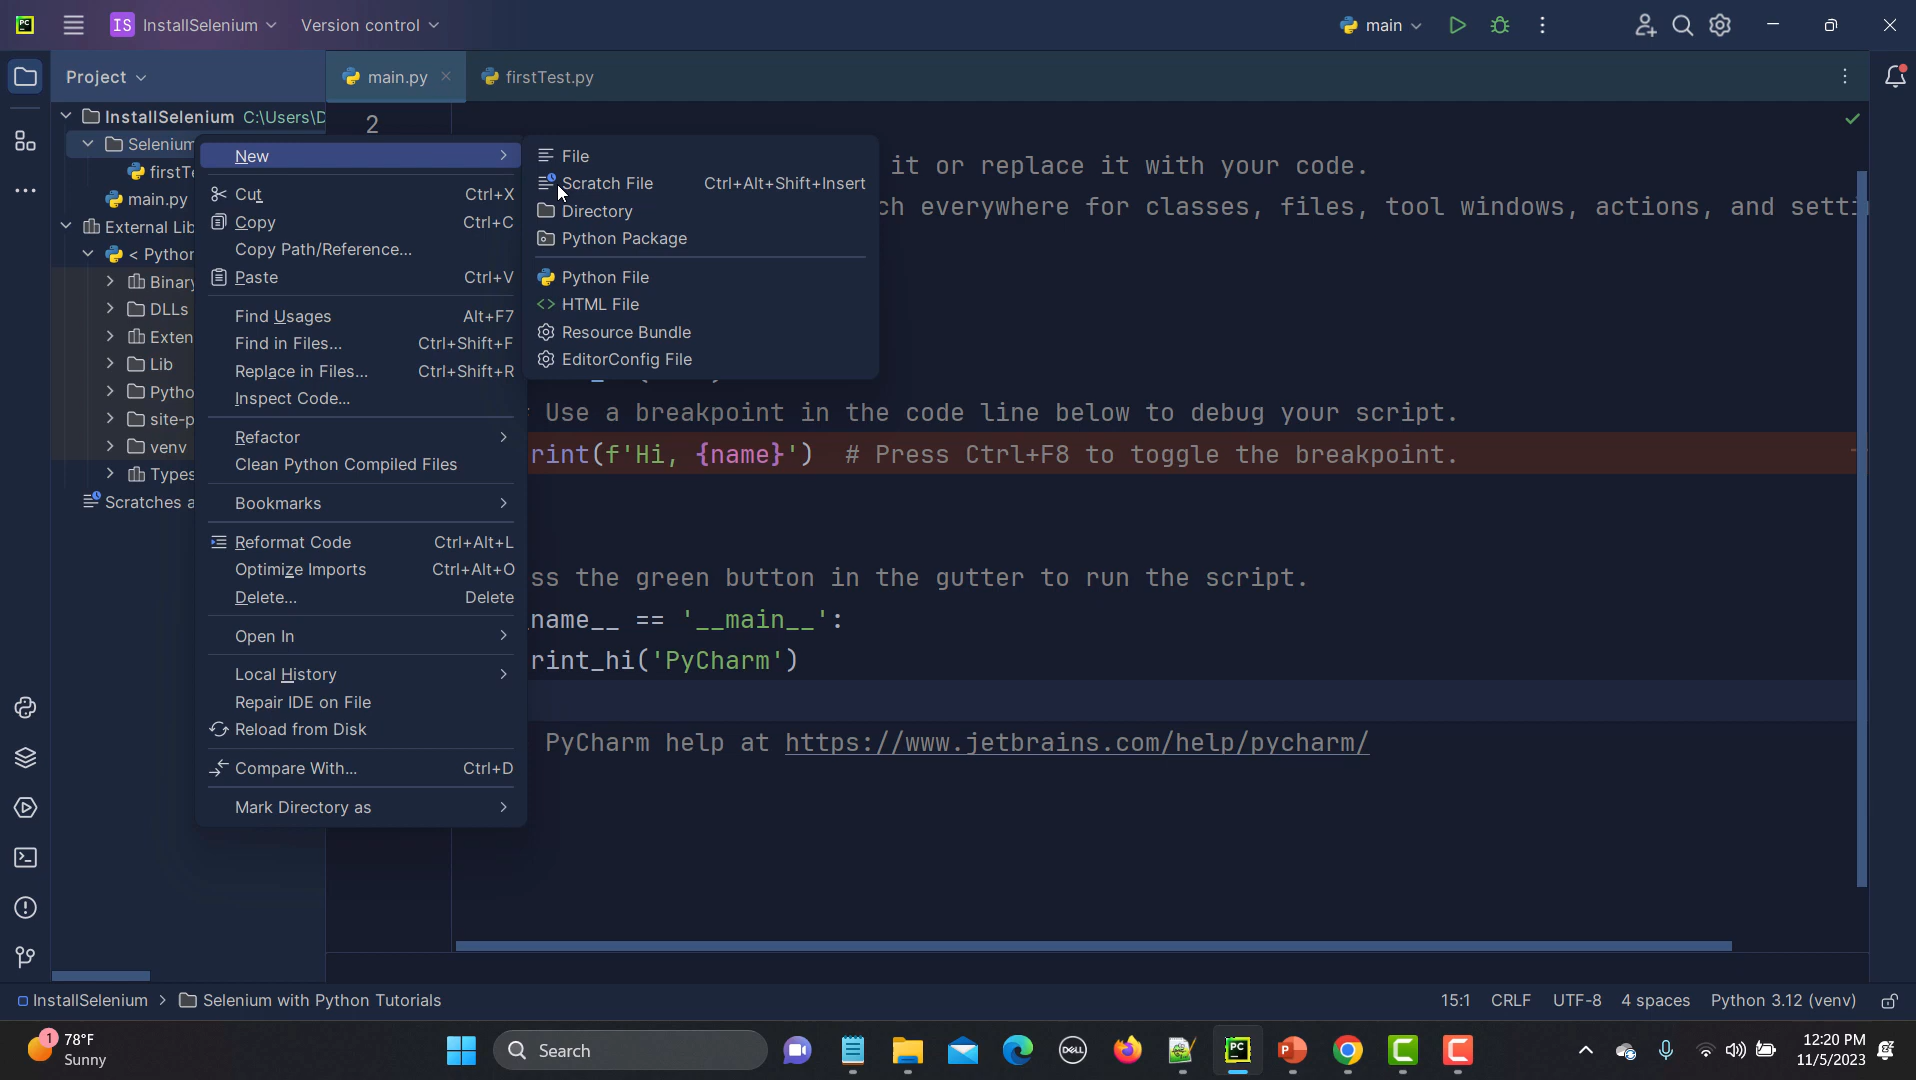 PC
IS InstallSelenium
Version control
main
Project
main.py
firstTest.py
InstallSelenium C:\Users\D
Selenium
firstTe
main.py
External Lib
< Python
Binary
DLLs
Exten
Lib
Pytho
site-p
venv
Types
Scratches a
New
Cut Ctrl+X
Copy Ctrl+C
Copy Path/Reference...
Paste Ctrl+V
Find Usages Alt+F7
Find in Files... Ctrl+Shift+F
Replace in Files... Ctrl+Shift+R
Inspect Code...
Refactor
Clean Python Compiled Files
Bookmarks
Reformat Code Ctrl+Alt+L
Optimize Imports Ctrl+Alt+O
Delete... Delete
Open In
Local History
Repair IDE on File
Reload from Disk
Compare With... Ctrl+D
Mark Directory as
File
Scratch File Ctrl+Alt+Shift+Insert
Directory
Python Package
Python File
HTML File
Resource Bundle
EditorConfig File
2
it or replace it with your code.
ch everywhere for classes, files, tool windows, actions, and setti
Use a breakpoint in the code line below to debug your script.
rint(f'Hi, {name}') # Press Ctrl+F8 to toggle the breakpoint.
ss the green button in the gutter to run the script.
_name__ == '__main__':
rint_hi('PyCharm')
PyCharm help at https://www.jetbrains.com/help/pycharm/
InstallSelenium > Selenium with Python Tutorials
15:1 CRLF UTF-8 4 spaces Python 3.12 (venv)
1
78°F
Sunny
Search
DELL
PC
P
C
C
12:20 PM
11/5/2023